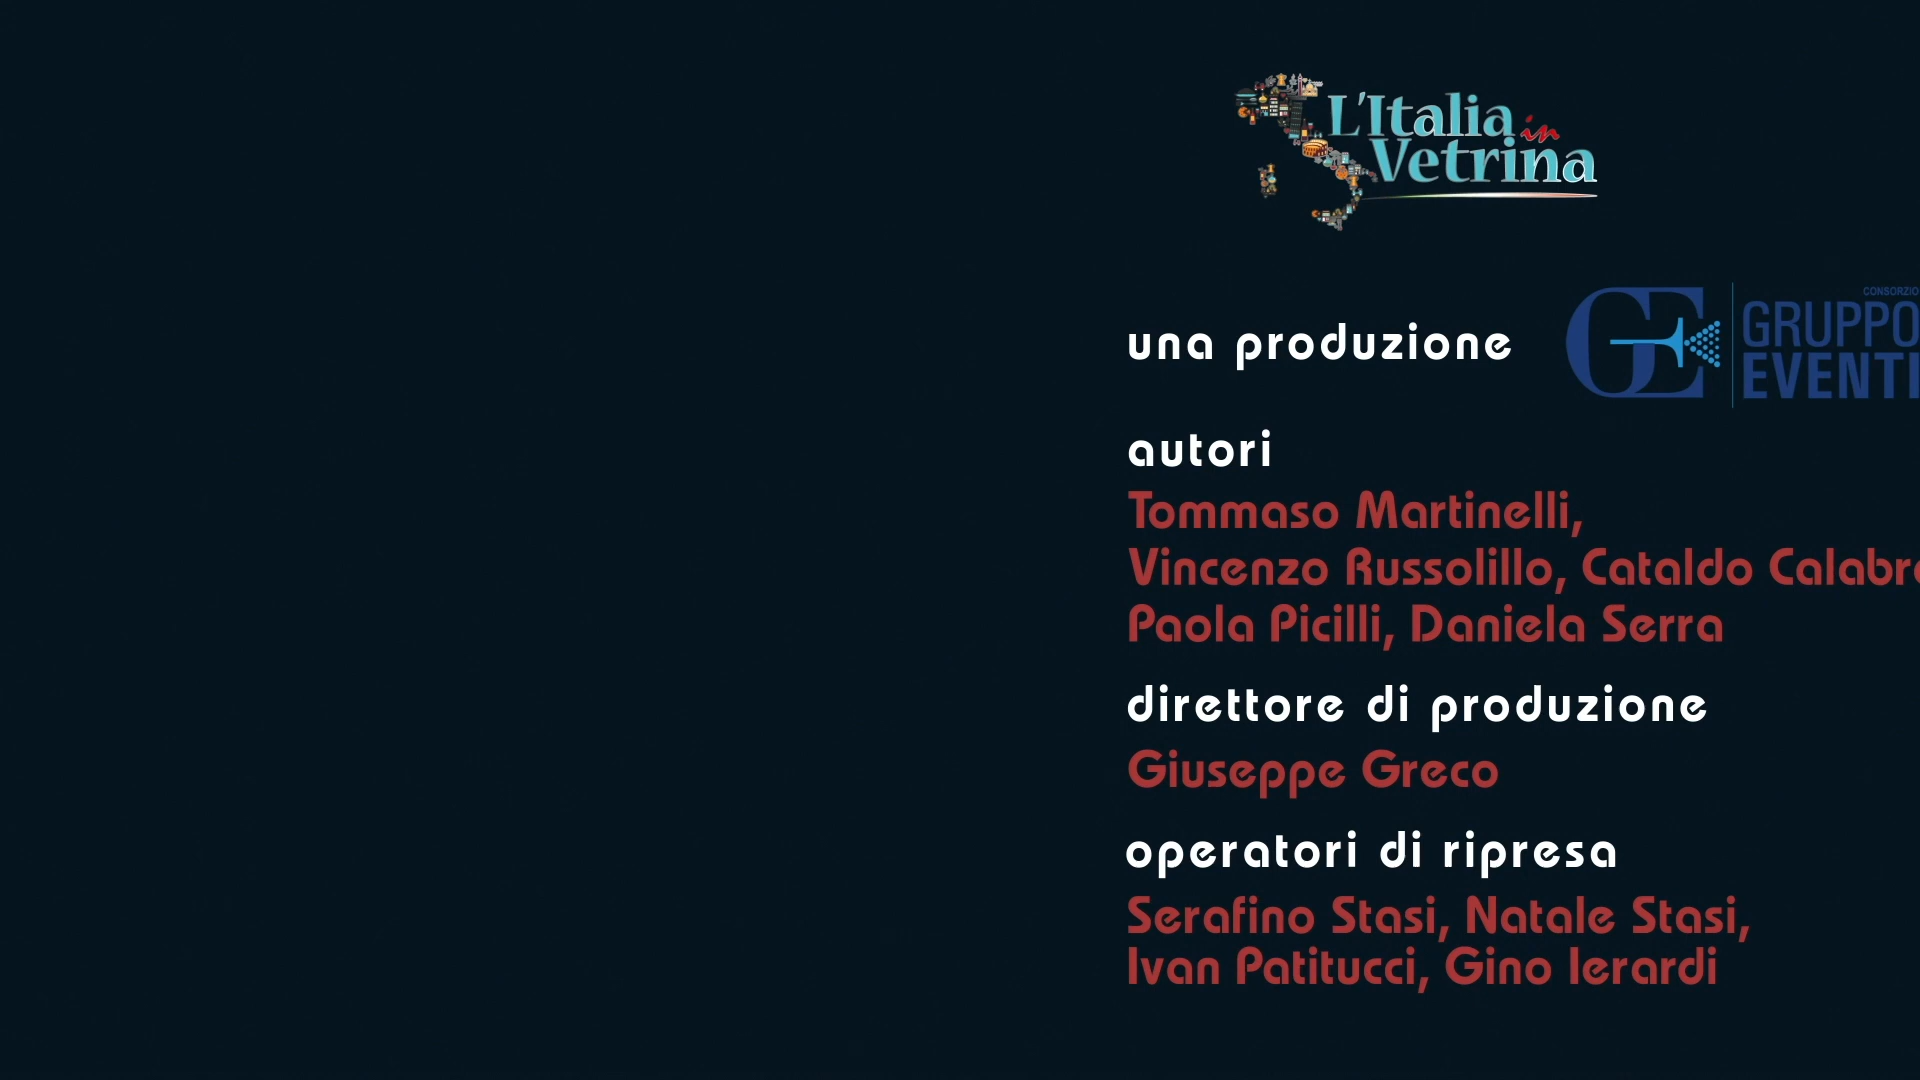 L'Italia in
Vetrina
CONSORZIO
una produzione
GE GRUPPO
EVENTI
autori
Tommaso Martinelli,
Vincenzo Russolillo, Cataldo
Paola Picilli, Daniela Serra
direttore di produzione
Giuseppe Greco
operatori di ripresa
Serafino Stasi, Natale Stasi,
Ivan Patitucci, Gino Ierardi